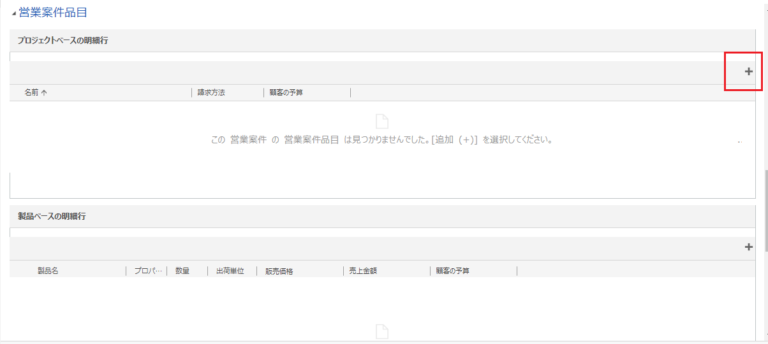 営業案件品目
プロジェクトベースの明細行
+
名前 ↑ 請求方法 顧客の予算
この 営業案件 の 営業案件品目 は見つかりませんでした。[追加 (+)] を選択してください。
製品ベースの明細行
+
製品名 プロパ… 数量 出荷単位 販売価格 売上金額 顧客の予算